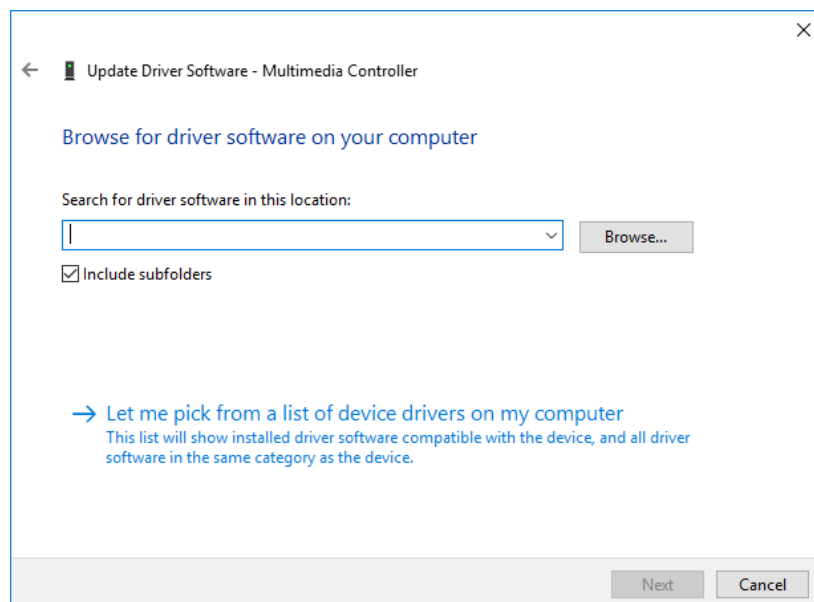 Update Driver Software - Multimedia Controller
Browse for driver software on your computer
Search for driver software in this location:
Browse...
Include subfolders
Let me pick from a list of device drivers on my computer
This list will show installed driver software compatible with the device, and all driver
software in the same category as the device.
Next
Cancel